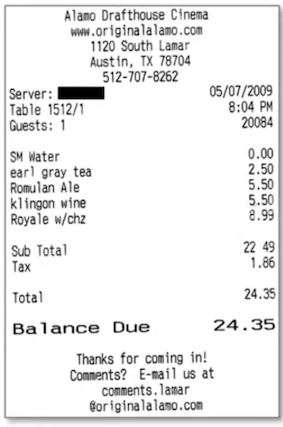 Alamo Drafthouse Cinema
www.originalalamo.com
1120 South Lamar
Austin, TX 78704
512-707-8262
Server: 05/07/2009
Table 1512/1 8:04 PM
Guests: 1 20084
SM Water 0.00
earl gray tea 2.50
Romulan Ale 5.50
klingon wine 5.50
Royale w/chz 8.99
Sub Total 22 49
Tax 1.86
Total 24.35
Balance Due 24.35
Thanks for coming in!
Comments? E-mail us at
comments.lamar
@originalalamo.com